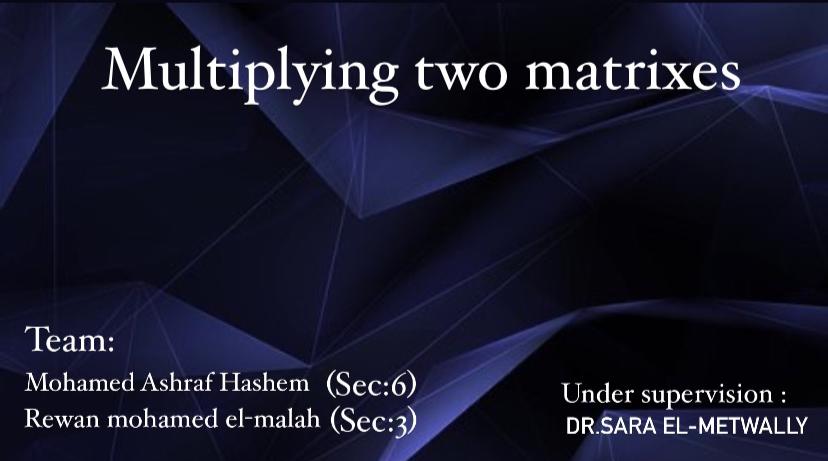 Multiplying two matrixes
Team:
Mohamed Ashraf Hashem (Sec:6)
Rewan mohamed el-malah (Sec:3)
Under supervision :
DR.SARA EL-METWALLY